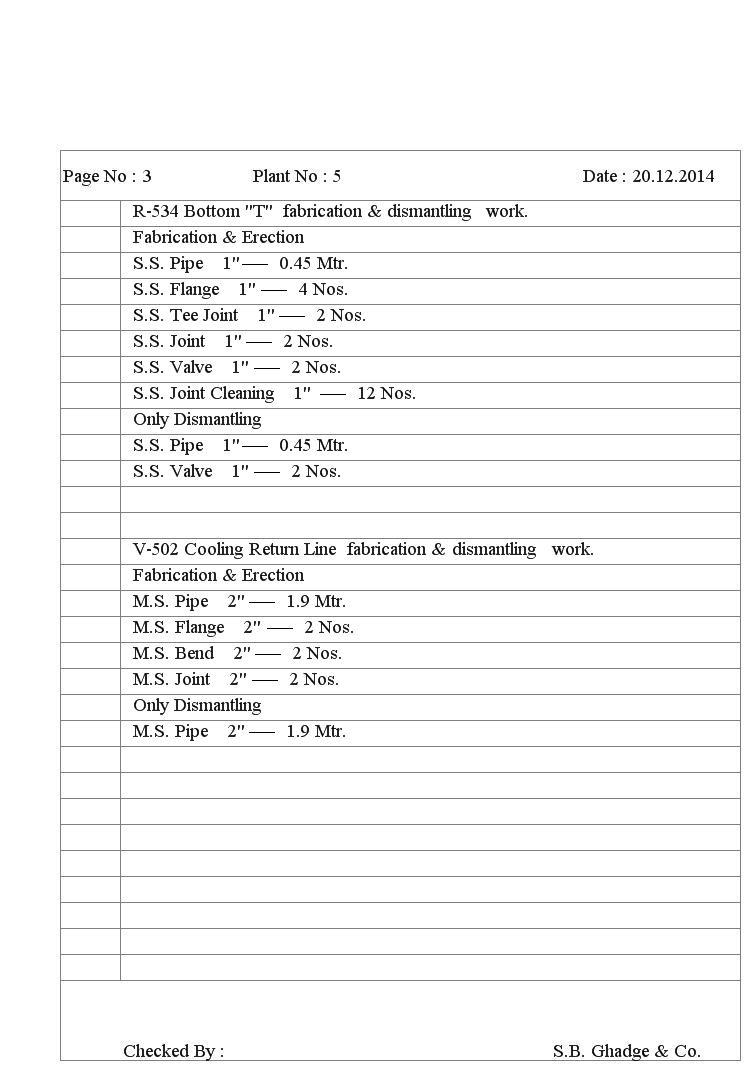 Page No : 3 Plant No : 5 Date : 20.12.2014
R-534 Bottom "T" fabrication & dismantling work.
Fabrication & Erection
S.S. Pipe 1" — 0.45 Mtr.
S.S. Flange 1" — 4 Nos.
S.S. Tee Joint 1" — 2 Nos.
S.S. Joint 1" — 2 Nos.
S.S. Valve 1" — 2 Nos.
S.S. Joint Cleaning 1" — 12 Nos.
Only Dismantling
S.S. Pipe 1" — 0.45 Mtr.
S.S. Valve 1" — 2 Nos.
V-502 Cooling Return Line fabrication & dismantling work.
Fabrication & Erection
M.S. Pipe 2" — 1.9 Mtr.
M.S. Flange 2" — 2 Nos.
M.S. Bend 2" — 2 Nos.
M.S. Joint 2" — 2 Nos.
Only Dismantling
M.S. Pipe 2" — 1.9 Mtr.
Checked By : S.B. Ghadge & Co.